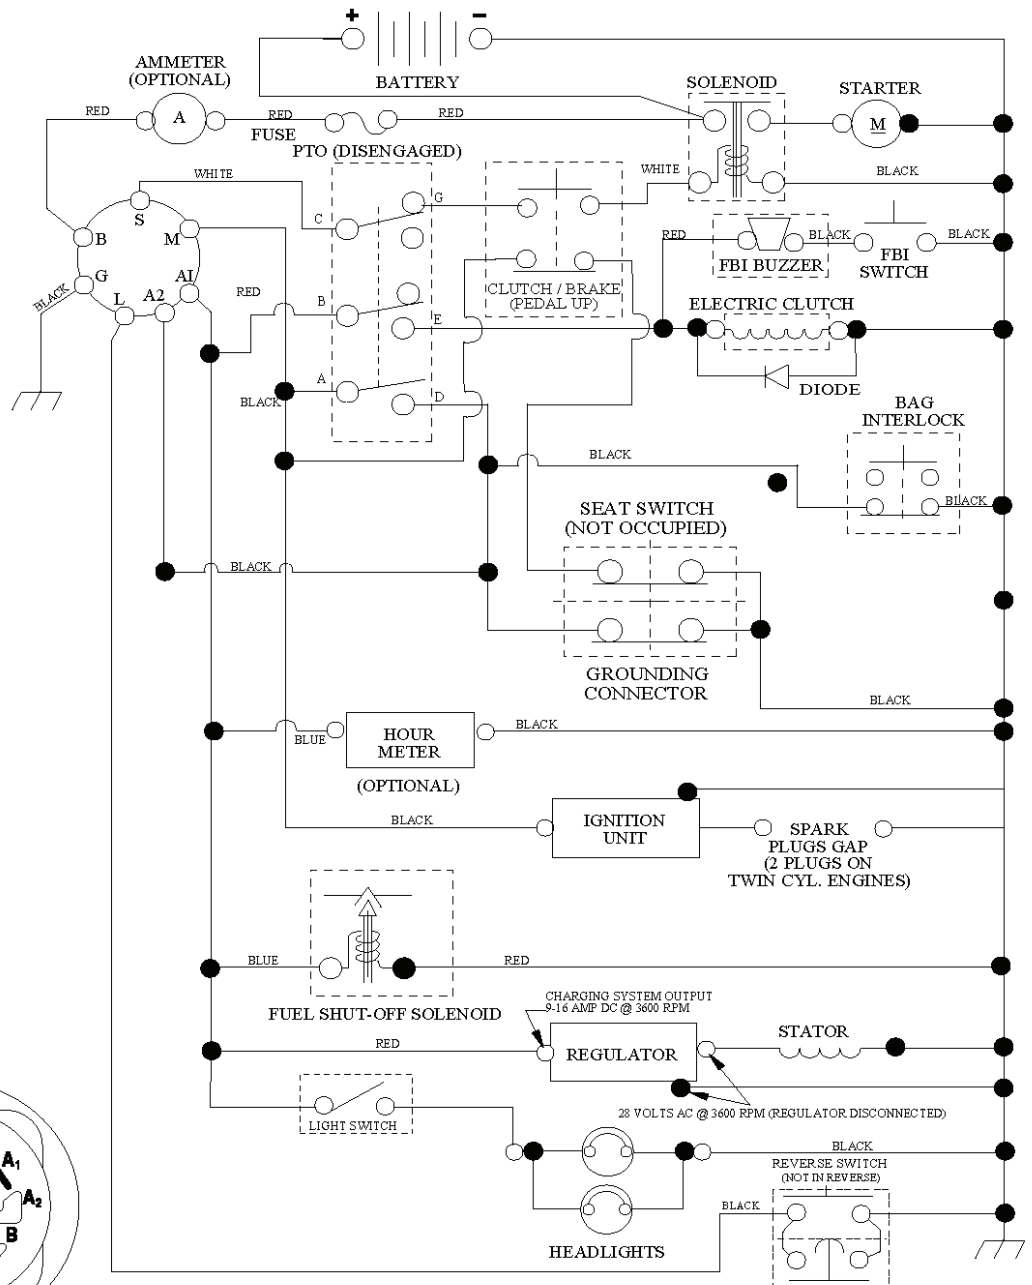 + -
BATTERY
AMMETER
(OPTIONAL)
SOLENOID
STARTER
RED
A
RED
FUSE
RED
M
PTO (DISENGAGED)
WHITE
WHITE
BLACK
S
C
G
B
M
RED
BLACK
BLACK
FBI BUZZER
FBI
SWITCH
G
A1
BLACK
L
A2
RED
CLUTCH / BRAKE
(PEDAL UP)
B
E
ELECTRIC CLUTCH
DIODE
A
BLACK
D
BAG
INTERLOCK
BLACK
BLACK
SEAT SWITCH
(NOT OCCUPIED)
BLACK
GROUNDING
CONNECTOR
BLACK
BLUE
HOUR
METER
BLACK
(OPTIONAL)
BLACK
IGNITION
UNIT
SPARK
PLUGS GAP
(2 PLUGS ON
TWIN CYL. ENGINES)
BLUE
RED
FUEL SHUT-OFF SOLENOID
CHARGING SYSTEM OUTPUT
9-16 AMP DC @ 3600 RPM
RED
REGULATOR
STATOR
28 VOLTS AC @ 3600 RPM (REGULATOR DISCONNECTED)
LIGHT SWITCH
BLACK
REVERSE SWITCH
(NOT IN REVERSE)
A1
A2
B
BLACK
HEADLIGHTS